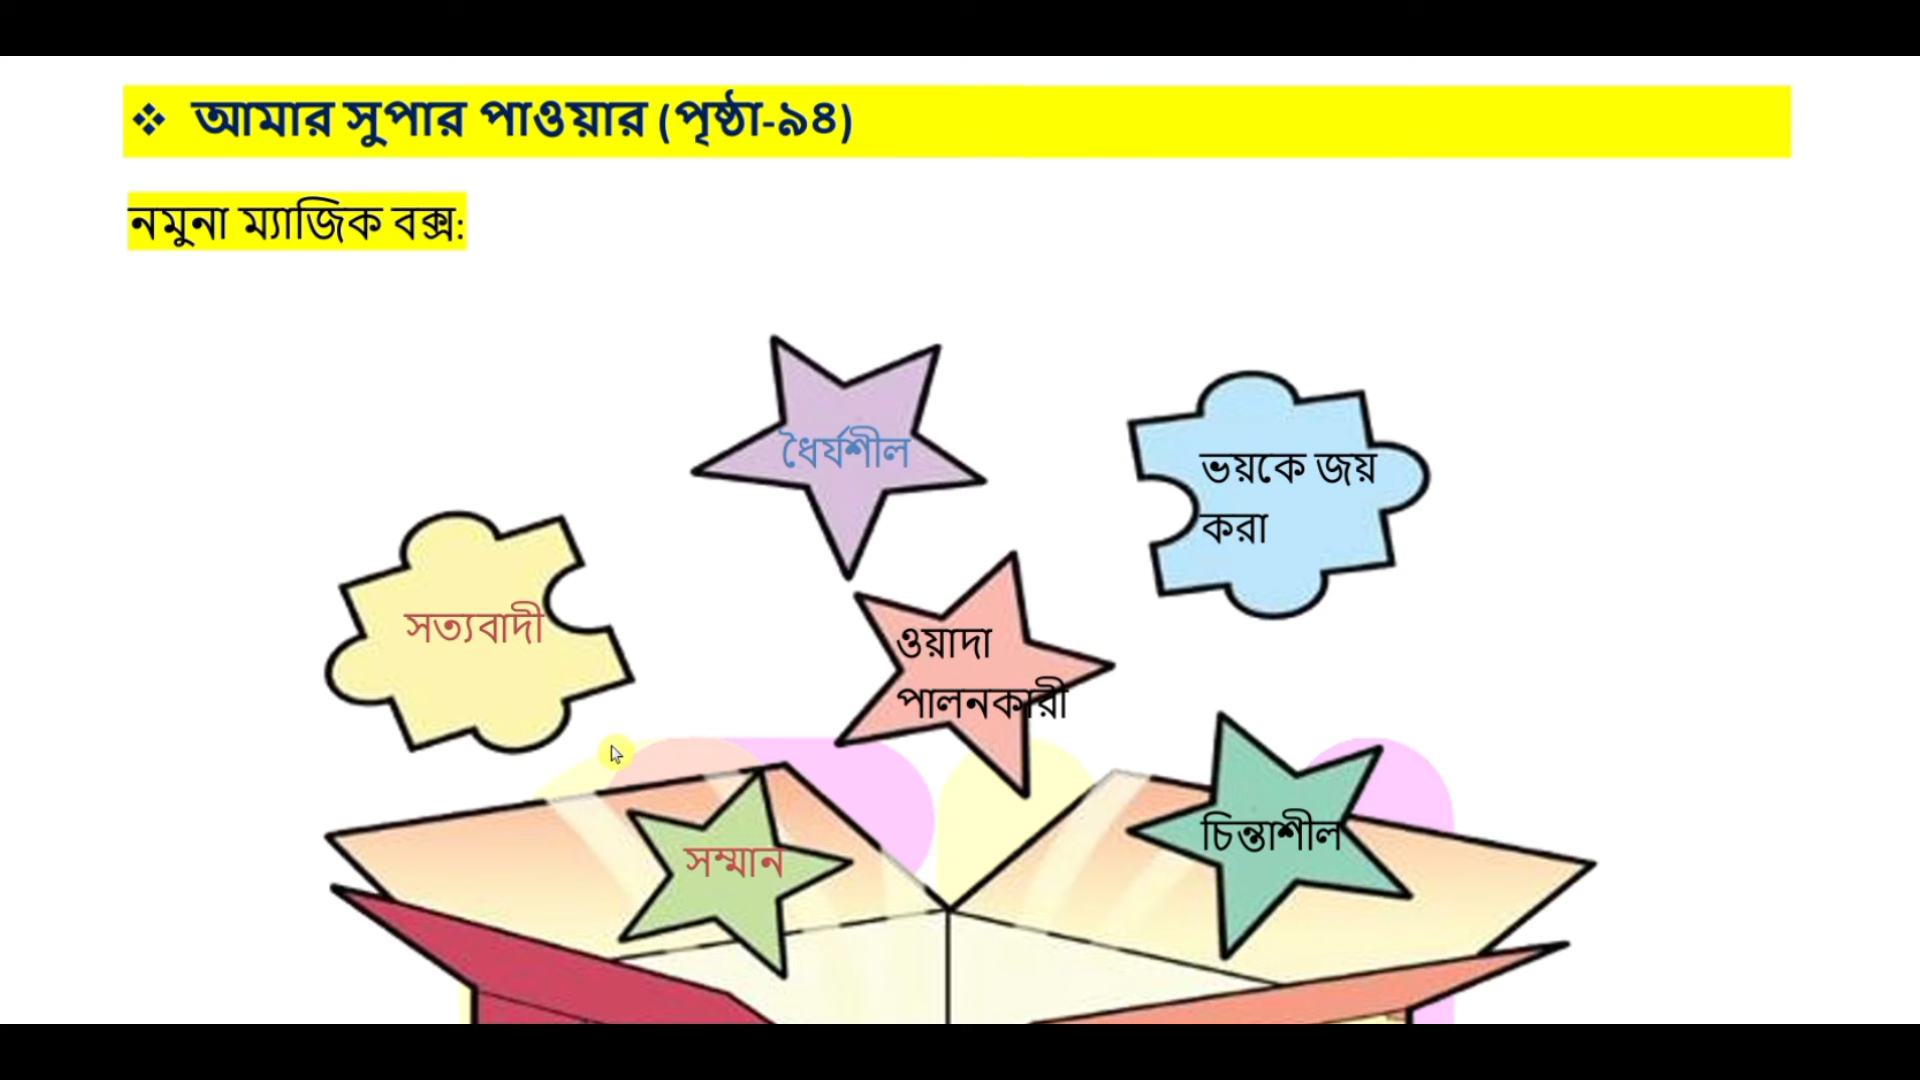 ❖ আমার সুপার পাওয়ার (পৃষ্ঠা-৯৪)
নমুনা ম্যাজিক বক্স:
ধৈর্যশীল
ভয়কে জয়
করা
সত্যবাদী
ওয়াদা
পালনকারী
সম্মান
চিন্তাশীল